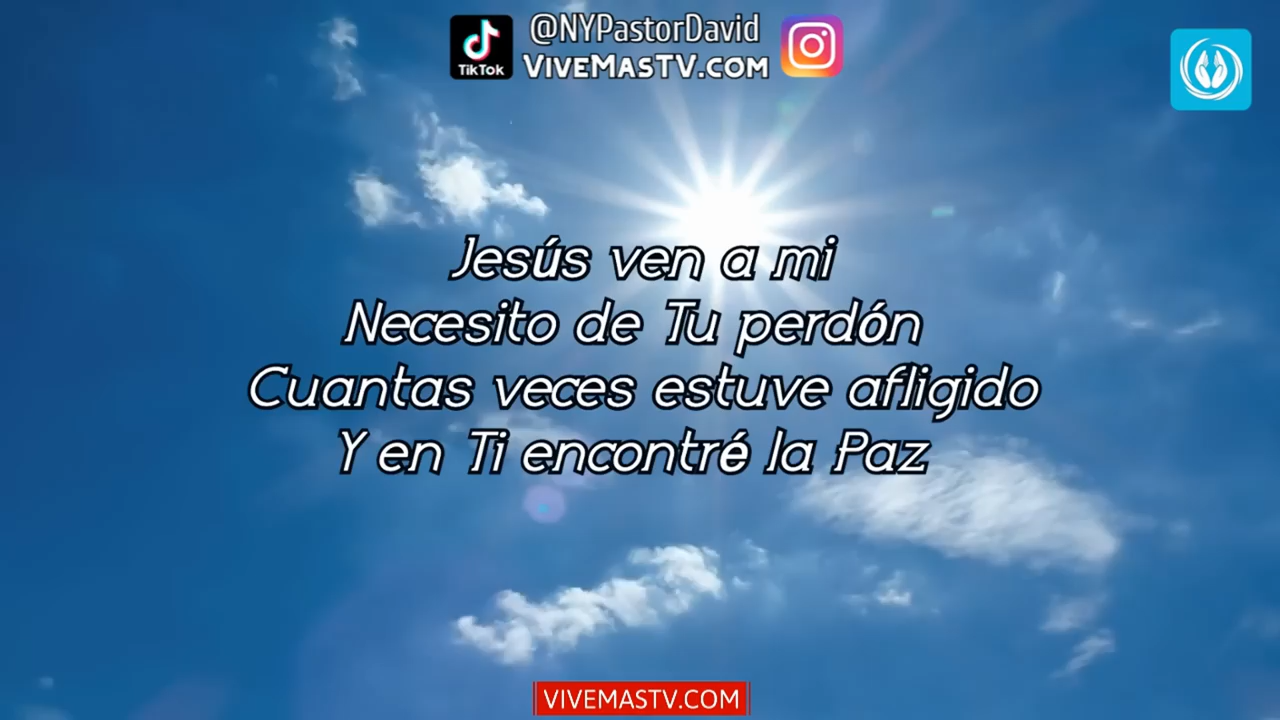 TikTok
@NYPastorDavid
VIVEMASTV.COM
Jesús ven a mi
Necesito de Tu perdón
Cuantas veces estuve afligido
Y en Ti encontré la Paz
VIVEMASTV.COM